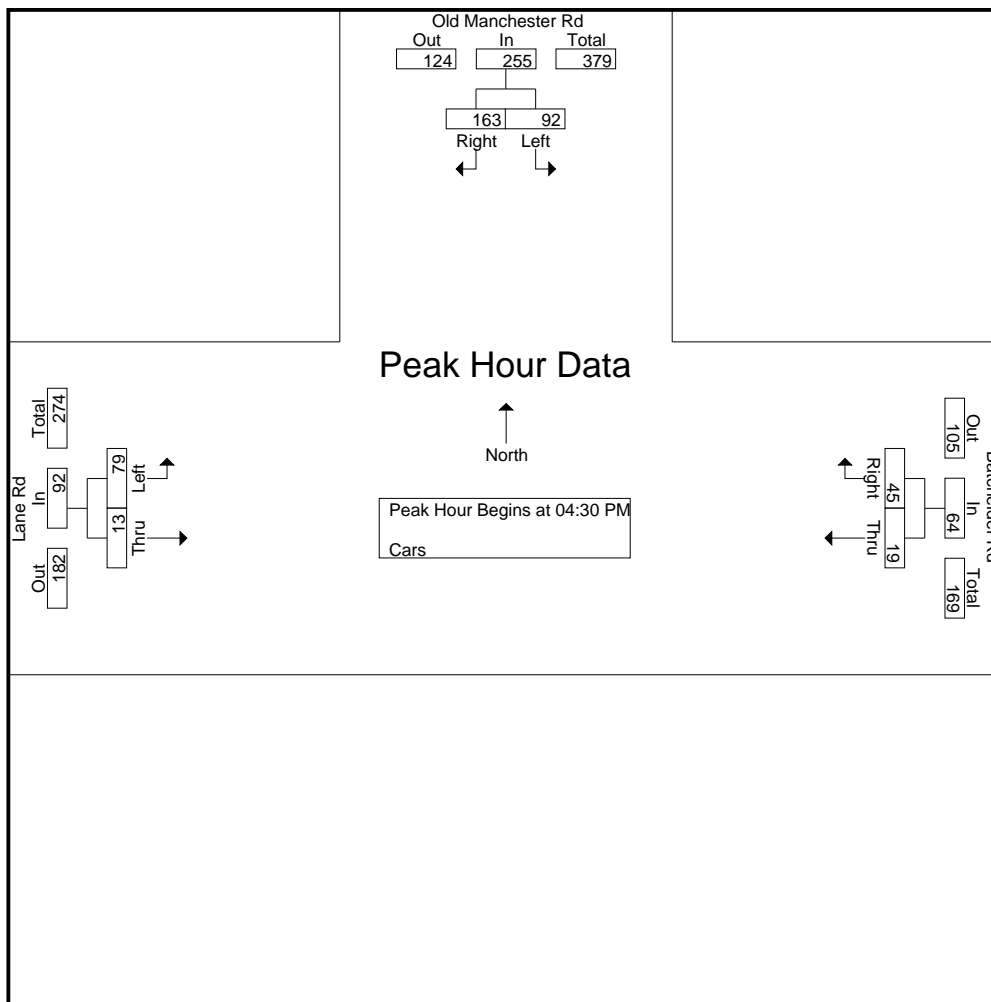 Old Manchester Rd
Out In Total
124 255 379
163 92
Right Left
Peak Hour Data
North
Peak Hour Begins at 04:30 PM
Cars
Lane Rd
Out In Total
182 92 274
13 79
Thru Left
Rd
Out In Total
105 64 169
45 19
Right Thru